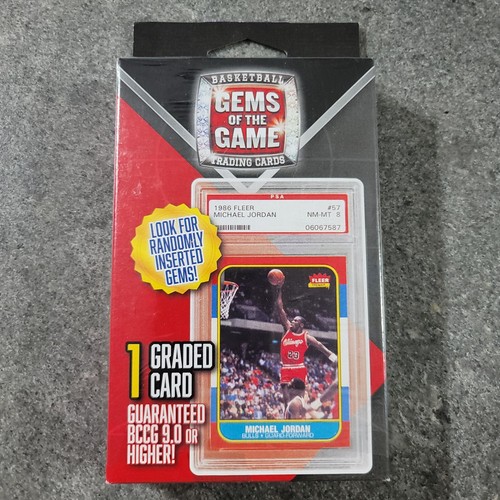 BASKETBALL
GEMS
OF THE
GAME
TRADING CARDS
PSA
1986 FLEER #57
MICHAEL JORDAN NM-MT 8
06067587
LOOK FOR
RANDOMLY
INSERTED
GEMS!
FLEER
23
1 GRADED
CARD
GUARANTEED
BCCG 9.0 OR
HIGHER!
MICHAEL JORDAN
BULLS • GUARD-FORWARD